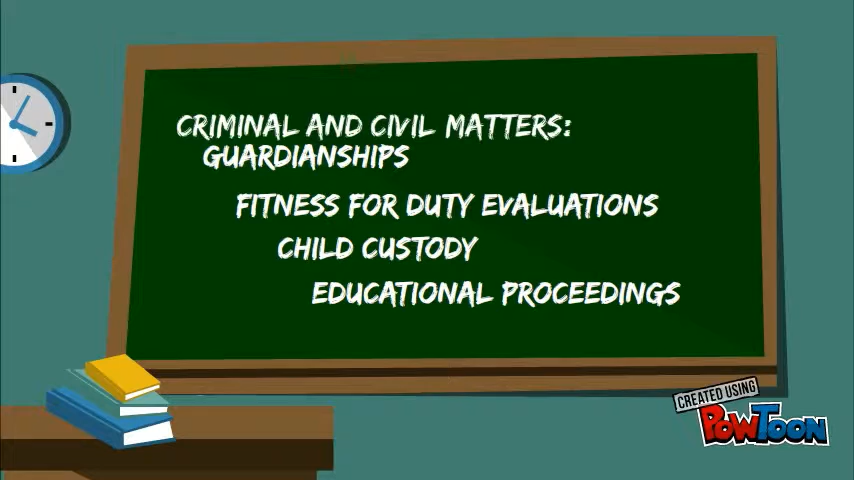 CRIMINAL AND CIVIL MATTERS:
GUARDIANSHIPS
FITNESS FOR DUTY EVALUATIONS
CHILD CUSTODY
EDUCATIONAL PROCEEDINGS
CREATED USING
POWTOON